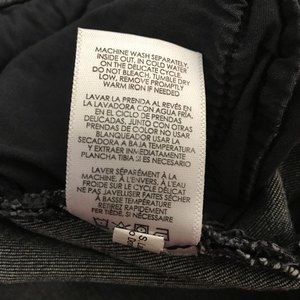 MACHINE WASH SEPARATELY,
INSIDE OUT, IN COLD WATER
ON THE DELICATE CYCLE.
DO NOT BLEACH, TUMBLE DRY
LOW, REMOVE PROMPTLY
WARM IRON IF NEEDED
LAVAR LA PRENDA AL REVÉS EN
LA LAVADORA CON AGUA FRÍA,
EN EL CICLO DE PRENDAS
DELICADAS, JUNTO CON OTRAS
PRENDAS DE COLOR NO USAR
BLANQUEADOR USAR LA
SECADORA A BAJA TEMPERATURA
Y EXTRAER INMEDIATAMENTE
PLANCHA TIBIA SI ES NECESARIO
LAVER SÉPARÉMENT À LA
MACHINE, À L'ENVERS, À L'EAU
FROIDE SUR LE CYCLE DÉLICAT
NE PAS JAVELLISER FAITES SÉCHER
À BASSE TEMPÉRATURE
RETIREZ RAPIDEMENT
PAR TIÈDE, SI NÉCESSAIRE